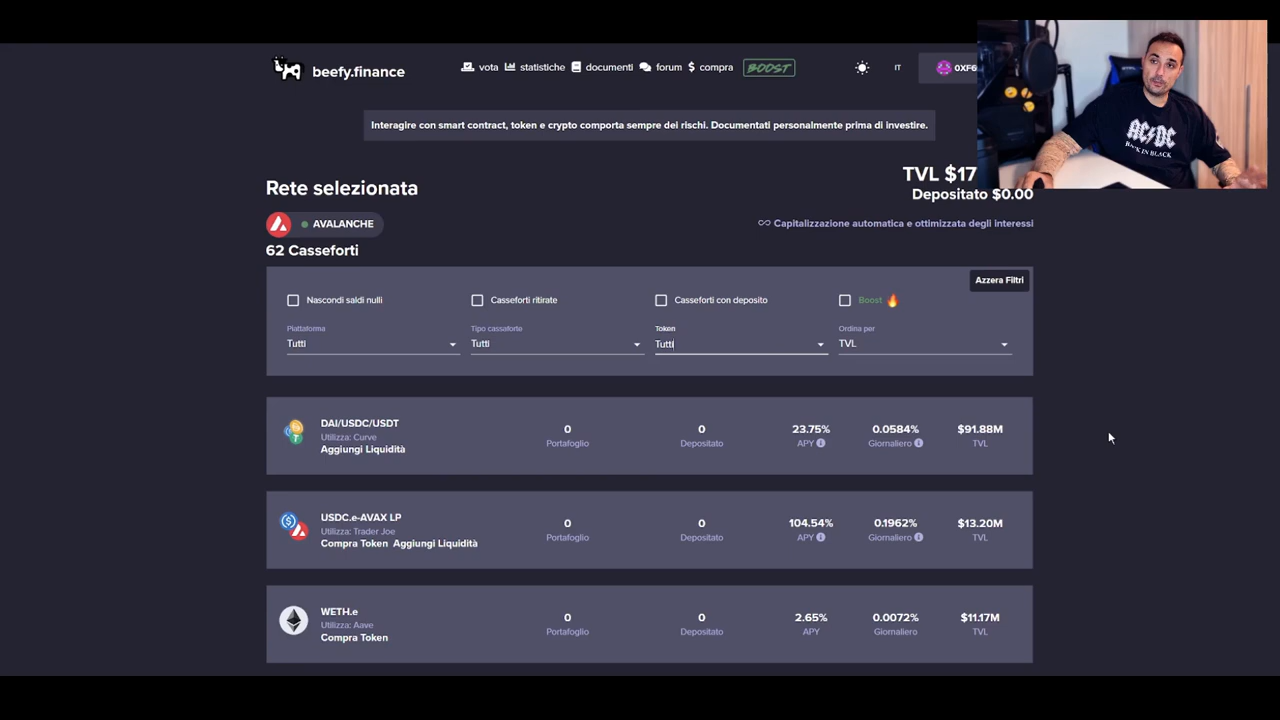 beefy.finance
vota statistiche documenti forum compra BOOST
IT
0XF6
AC/DC
BACK IN BLACK
Interagire con smart contract, token e crypto comporta sempre dei rischi. Documentati personalmente prima di investire.
Rete selezionata
TVL $17
Depositato $0.00
AVALANCHE
Capitalizzazione automatica e ottimizzata degli interessi
62 Casseforti
Azzera Filtri
Nascondi saldi nulli Casseforti ritirate Casseforti con deposito Boost
Piattaforma Tipo cassaforte Token Ordina per
Tutti Tutti Tutti TVL
DAI/USDC/USDT
Utilizza: Curve
Aggiungi Liquidità
0 0 23.75% 0.0584% $91.88M
Portafoglio Depositato APY Giornaliero TVL
USDC.e-AVAX LP
Utilizza: Trader Joe
Compra Token Aggiungi Liquidità
0 0 104.54% 0.1962% $13.20M
Portafoglio Depositato APY Giornaliero TVL
WETH.e
Utilizza: Aave
Compra Token
0 0 2.65% 0.0072% $11.17M
Portafoglio Depositato APY Giornaliero TVL